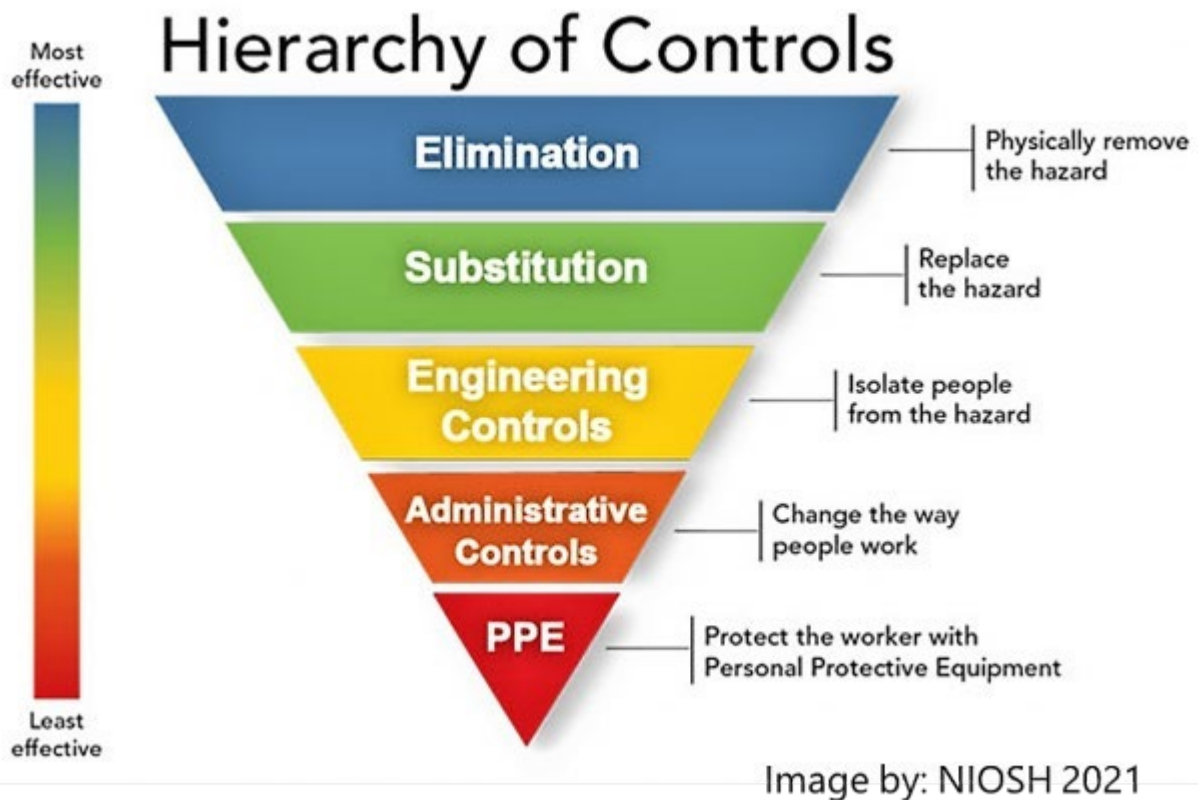 Hierarchy of Controls
Most
effective
Elimination
Physically remove
the hazard
Substitution
Replace
the hazard
Engineering
Controls
Isolate people
from the hazard
Administrative
Controls
Change the way
people work
PPE
Protect the worker with
Personal Protective Equipment
Least
effective
Image by: NIOSH 2021